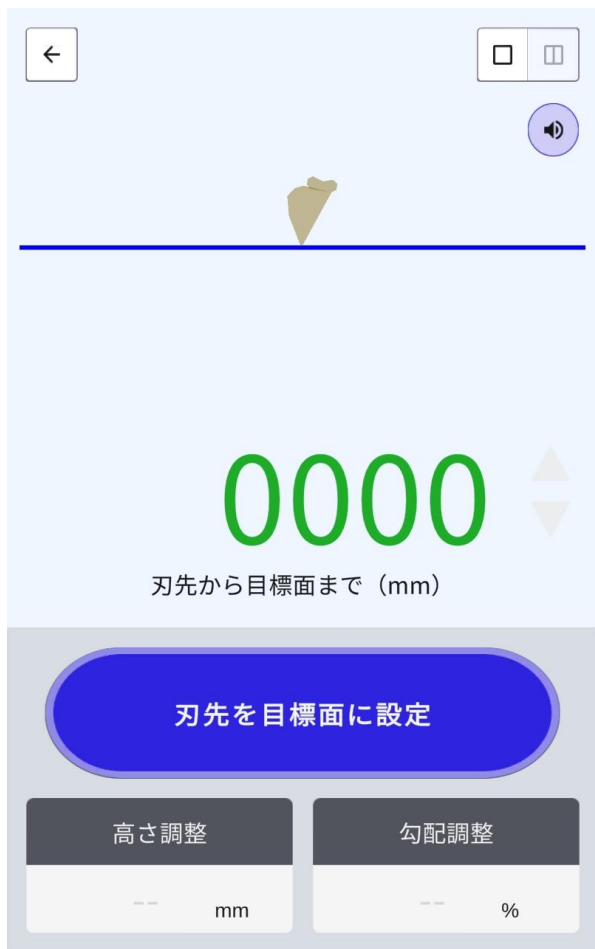 0000
刃先から目標面まで（mm）
刃先を目標面に設定
高さ調整
勾配調整
-- mm
-- %